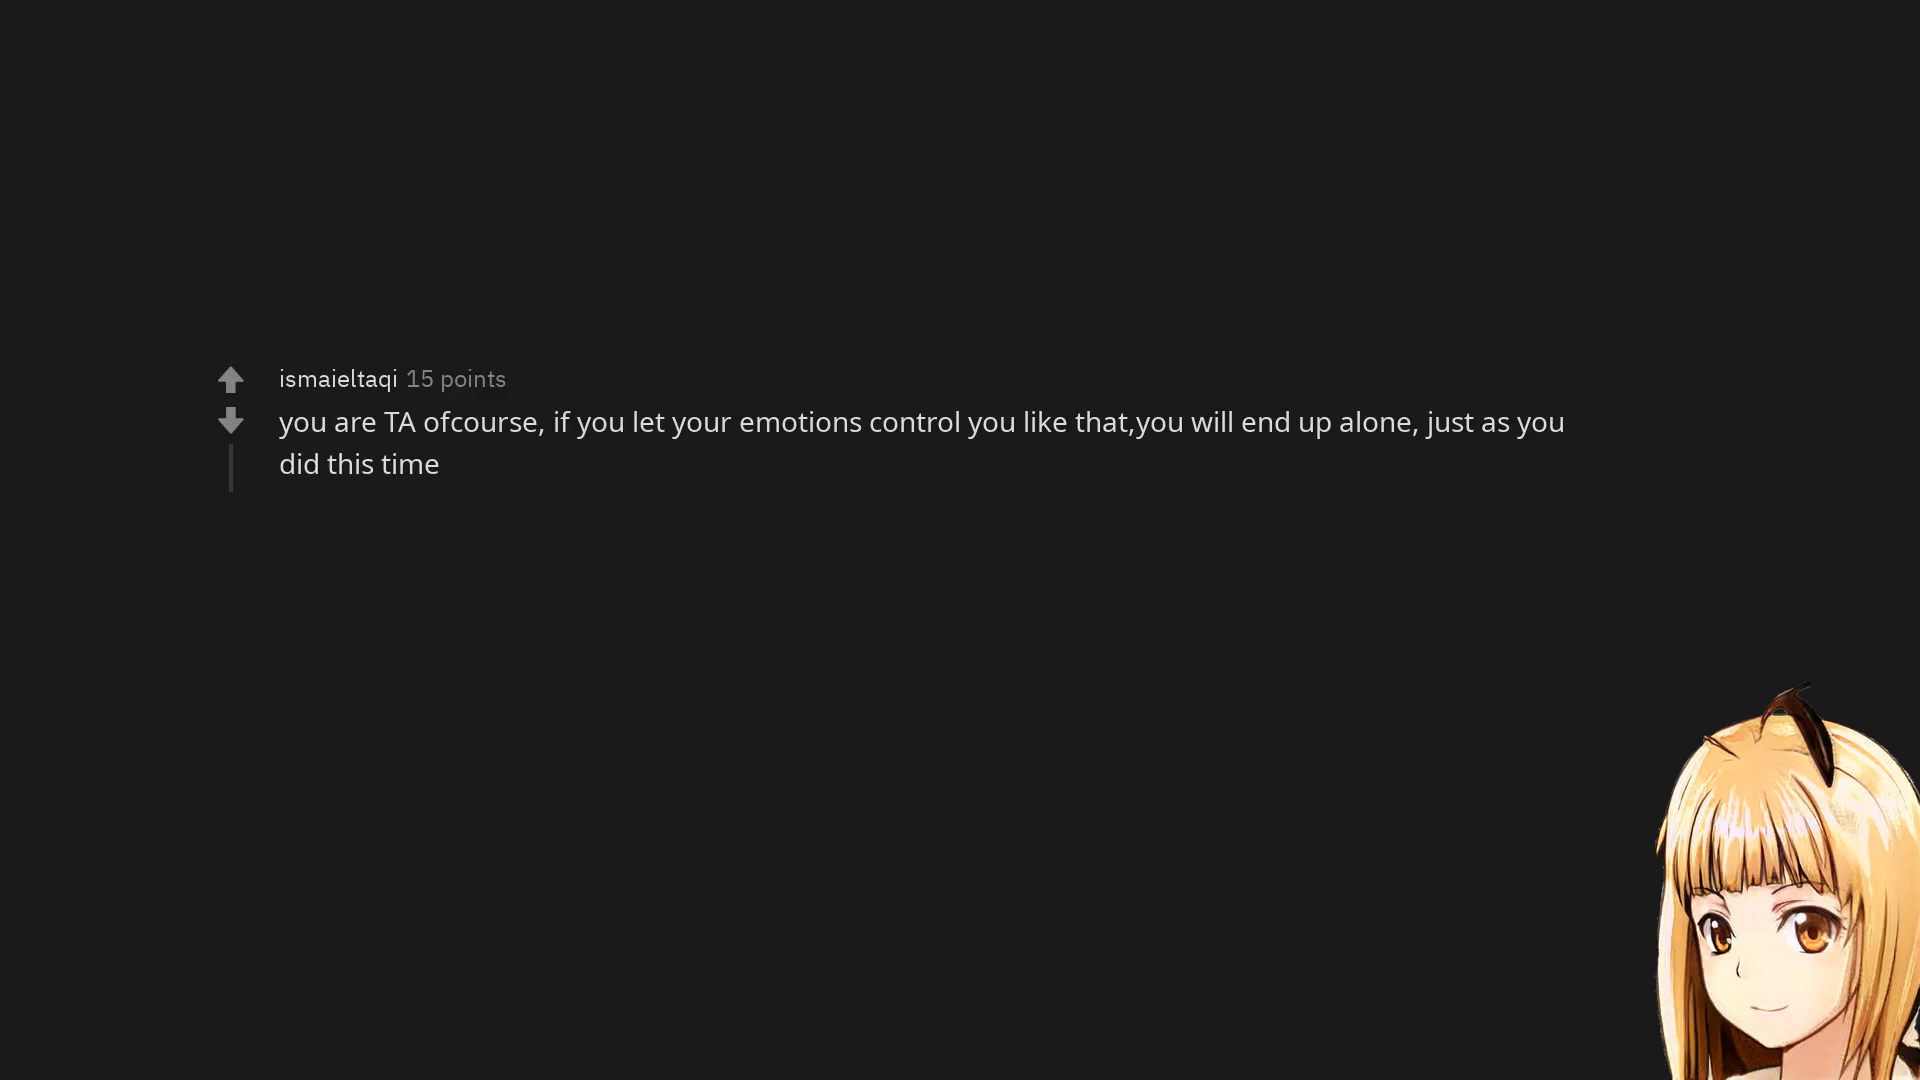 ismaieltaqi 15 points
you are TA ofcourse, if you let your emotions control you like that,you will end up alone, just as you
did this time